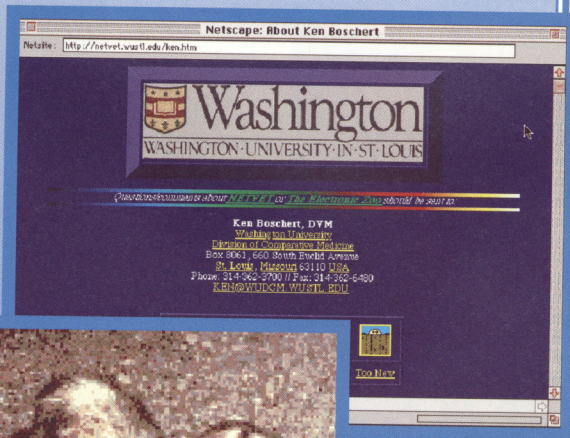 Netscape: About Ken Boschert
Netsite: http://netvet.wustl.edu/ken.htm
Washington
WASHINGTON·UNIVERSITY·IN·ST·LOUIS
Questions/comments about NETVET or The Electronic Zoo should be sent to:
Ken Boschert, DVM
Washington University
Division of Comparative Medicine
Box 8061, 660 South Euclid Avenue
St. Louis, Missouri 63110 USA
Phone: 314-362-3700 // Fax: 314-362-6480
KEN@WUDCM.WUSTL.EDU
Too New